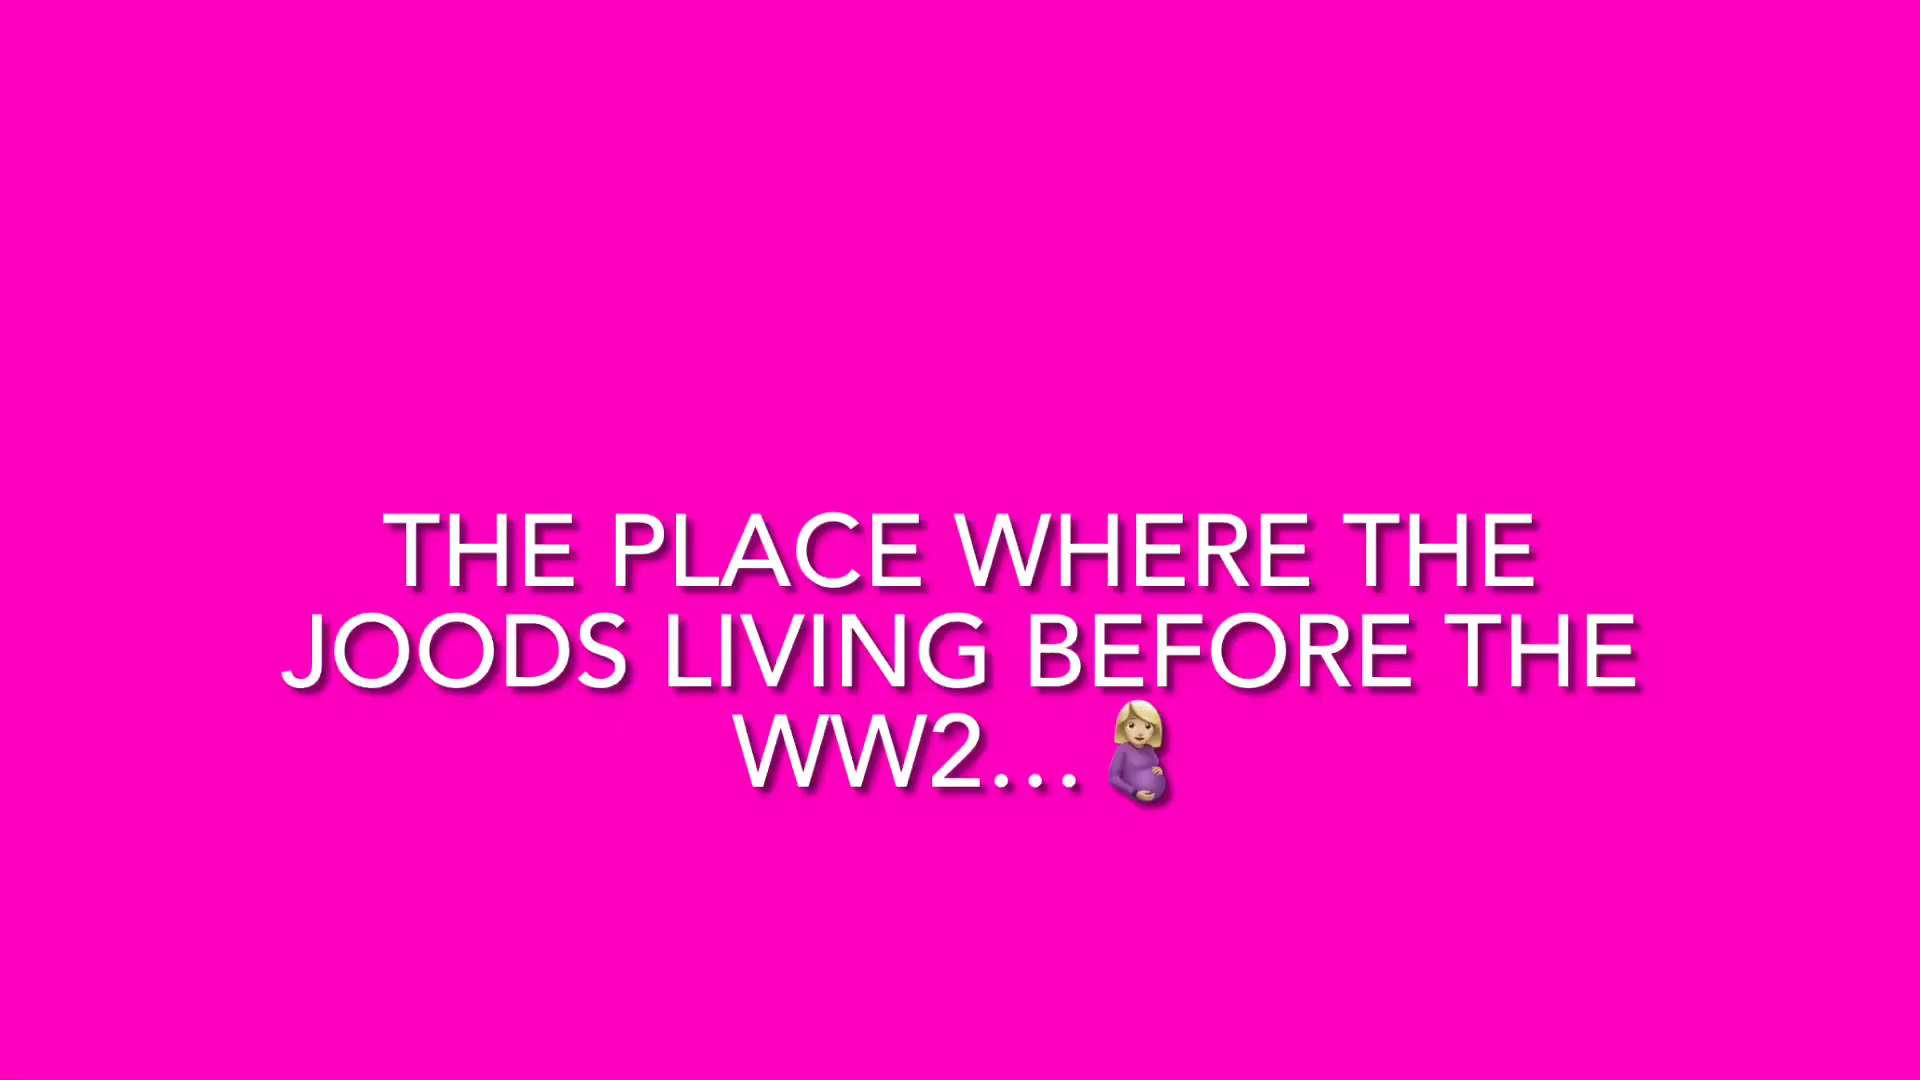 THE PLACE WHERE THE
JOODS LIVING BEFORE THE
WW2...🤰🏼